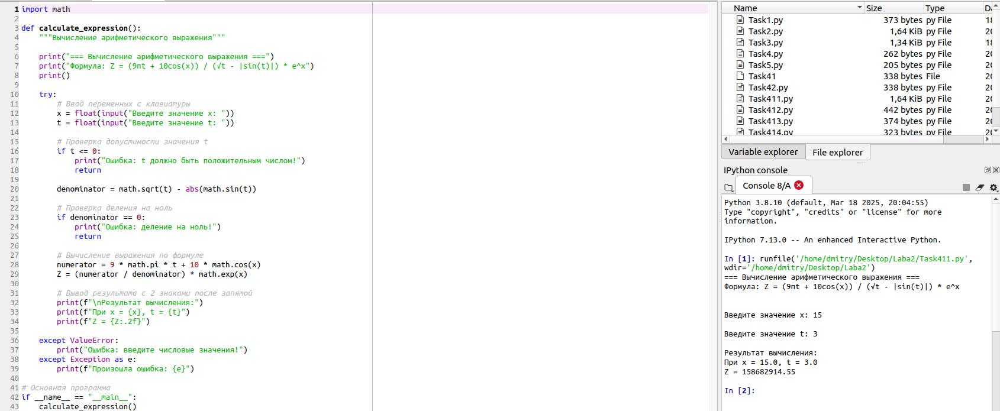 1 import math
2
3 def calculate_expression():
4     """Вычисление арифметического выражения"""
5
6     print("=== Вычисление арифметического выражения ===")
7     print("Формула: Z = (9πt + 10cos(x)) / (√t - |sin(t)|) * e^x")
8     print()
9
10     try:
11         # Ввод переменных с клавиатуры
12         x = float(input("Введите значение x: "))
13         t = float(input("Введите значение t: "))
14
15         # Проверка допустимости значения t
16         if t <= 0:
17             print("Ошибка: t должно быть положительным числом!")
18             return
19
20         denominator = math.sqrt(t) - abs(math.sin(t))
21
22         # Проверка деления на ноль
23         if denominator == 0:
24             print("Ошибка: деление на ноль!")
25             return
26
27         # Вычисление выражения по формуле
28         numerator = 9 * math.pi * t + 10 * math.cos(x)
29         Z = (numerator / denominator) * math.exp(x)
30
31         # Вывод результата с 2 знаками после запятой
32         print(f"\nРезультат вычисления:")
33         print(f"При x = {x}, t = {t}")
34         print(f"Z = {Z:.2f}")
35
36     except ValueError:
37         print("Ошибка: введите числовые значения!")
38     except Exception as e:
39         print(f"Произошла ошибка: {e}")
40
41 # Основная программа
42 if __name__ == "__main__":
43     calculate_expression()
Name Size Type
Task1.py 373 bytes py File
Task2.py 1,64 KiB py File
Task3.py 1,34 KiB py File
Task4.py 262 bytes py File
Task5.py 205 bytes py File
Task41 338 bytes File
Task42.py 338 bytes py File
Task411.py 1,64 KiB py File
Task412.py 442 bytes py File
Task413.py 374 bytes py File
Task414.py 323 bytes py File
Variable explorer File explorer
IPython console
Console 8/A
Python 3.8.10 (default, Mar 18 2025, 20:04:55)
Type "copyright", "credits" or "license" for more
information.
IPython 7.13.0 -- An enhanced Interactive Python.
In [1]: runfile('/home/dmitry/Desktop/Laba2/Task411.py',
wdir='/home/dmitry/Desktop/Laba2')
=== Вычисление арифметического выражения ===
Формула: Z = (9πt + 10cos(x)) / (√t - |sin(t)|) * e^x
Введите значение x: 15
Введите значение t: 3
Результат вычисления:
При x = 15.0, t = 3.0
Z = 158682914.55
In [2]: